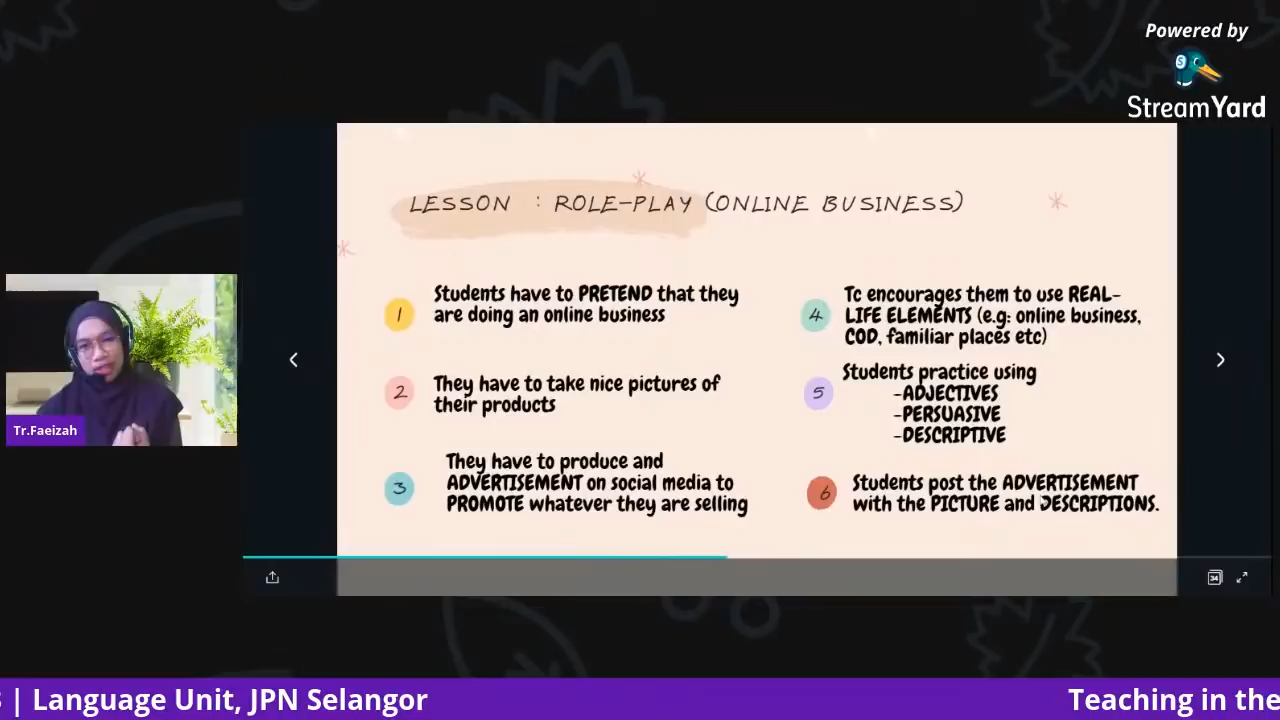 Powered by
StreamYard
LESSON : ROLE-PLAY (ONLINE BUSINESS)
1
Students have to PRETEND that they
are doing an online business
2
They have to take nice pictures of
their products
3
They have to produce and
ADVERTISEMENT on social media to
PROMOTE whatever they are selling
4
Tc encourages them to use REAL-
LIFE ELEMENTS (e.g: online business,
COD, familiar places etc)
5
Students practice using
-ADJECTIVES
-PERSUASIVE
-DESCRIPTIVE
6
Students post the ADVERTISEMENT
with the PICTURE and DESCRIPTIONS.
Tr.Faeizah
34
| Language Unit, JPN Selangor
Teaching in the